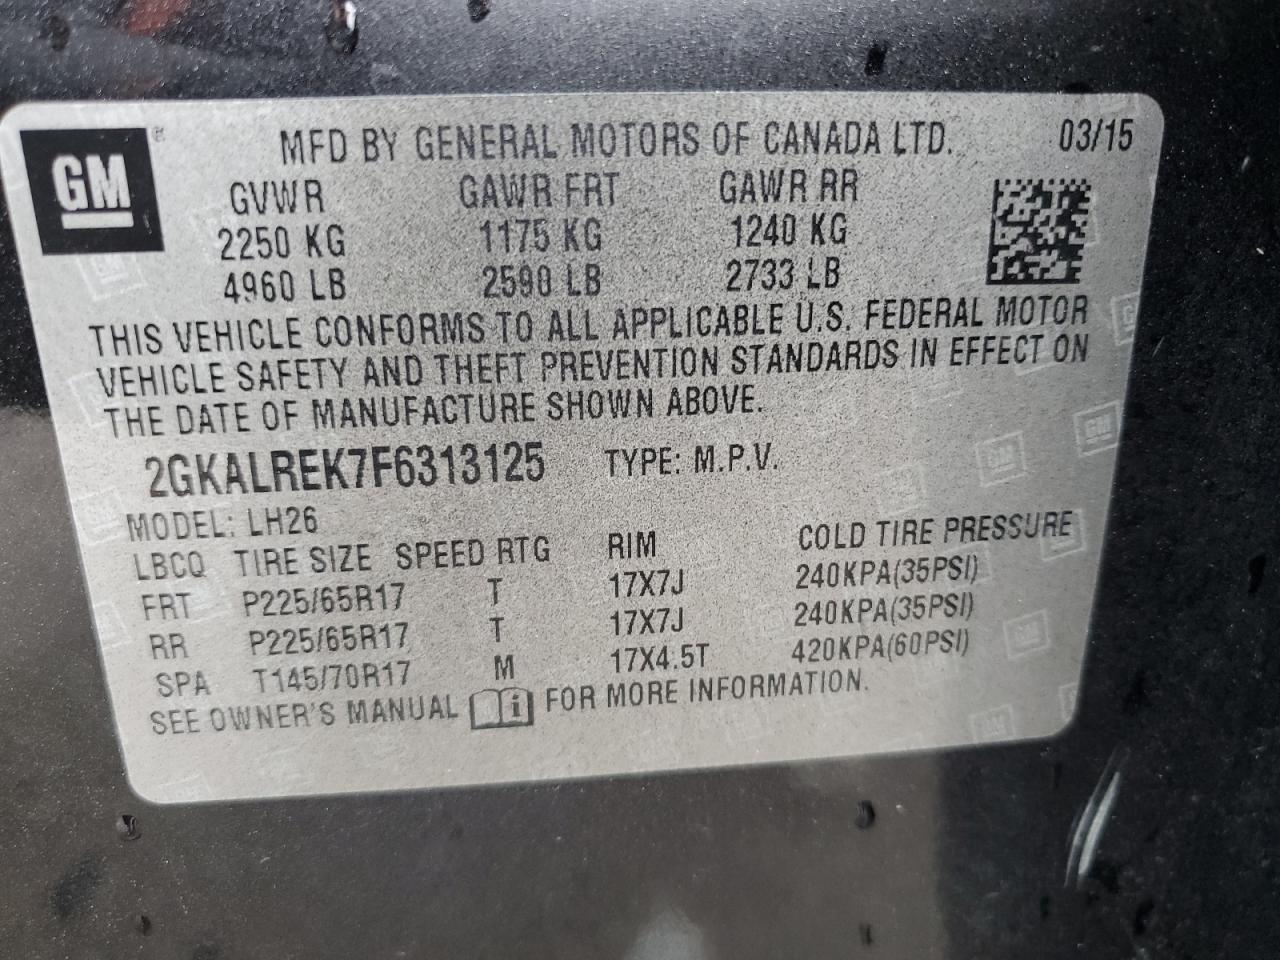 GM®
MFD BY GENERAL MOTORS OF CANADA LTD. 03/15
GVWR GAWR FRT GAWR RR
2250 KG 1175 KG 1240 KG
4960 LB 2590 LB 2733 LB
THIS VEHICLE CONFORMS TO ALL APPLICABLE U.S. FEDERAL MOTOR
VEHICLE SAFETY AND THEFT PREVENTION STANDARDS IN EFFECT ON
THE DATE OF MANUFACTURE SHOWN ABOVE.
2GKALREK7F6313125 TYPE: M.P.V.
MODEL: LH26
LBCQ TIRE SIZE SPEED RTG RIM COLD TIRE PRESSURE
FRT P225/65R17 T 17X7J 240KPA(35PSI)
RR P225/65R17 T 17X7J 240KPA(35PSI)
SPA T145/70R17 M 17X4.5T 420KPA(60PSI)
SEE OWNER'S MANUAL i FOR MORE INFORMATION.